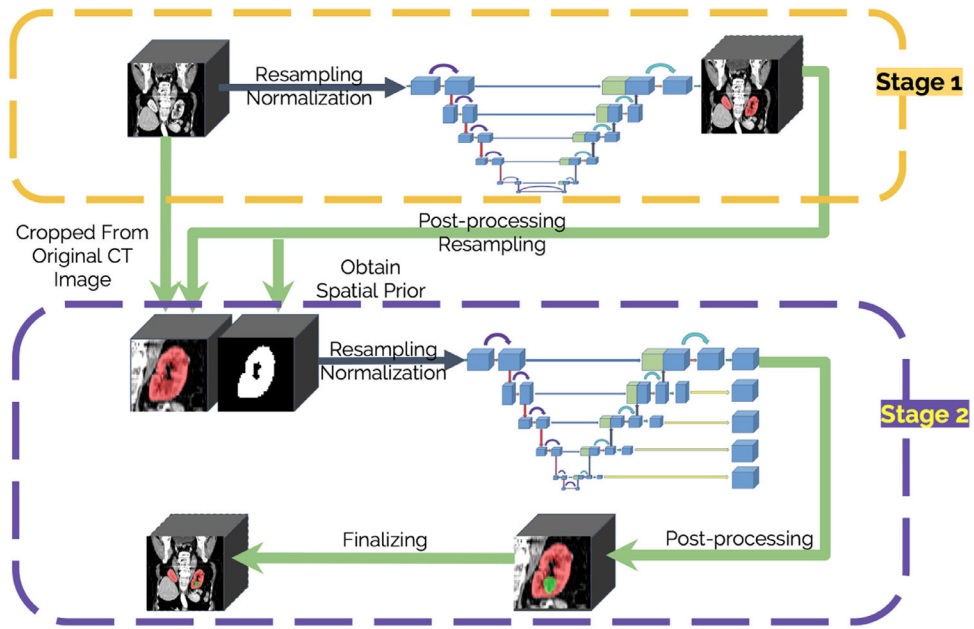 Resampling
Normalization
Stage 1
Cropped From
Original CT
Image
Post-processing
Resampling
Obtain
Spatial Prior
Resampling
Normalization
Stage 2
Finalizing
Post-processing